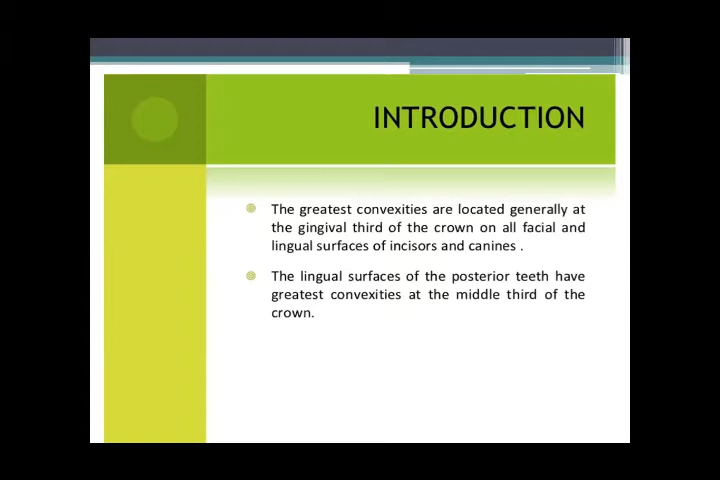 INTRODUCTION
The greatest convexities are located generally at
the gingival third of the crown on all facial and
lingual surfaces of incisors and canines .
The lingual surfaces of the posterior teeth have
greatest convexities at the middle third of the
crown.